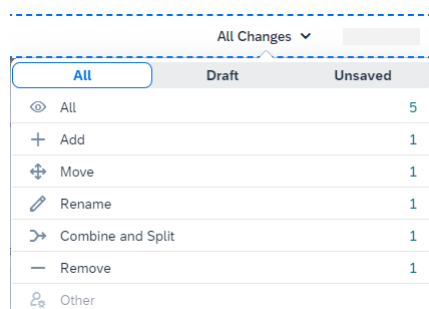 All Changes
All Draft Unsaved
All 5
Add 1
Move 1
Rename 1
Combine and Split 1
Remove 1
Other